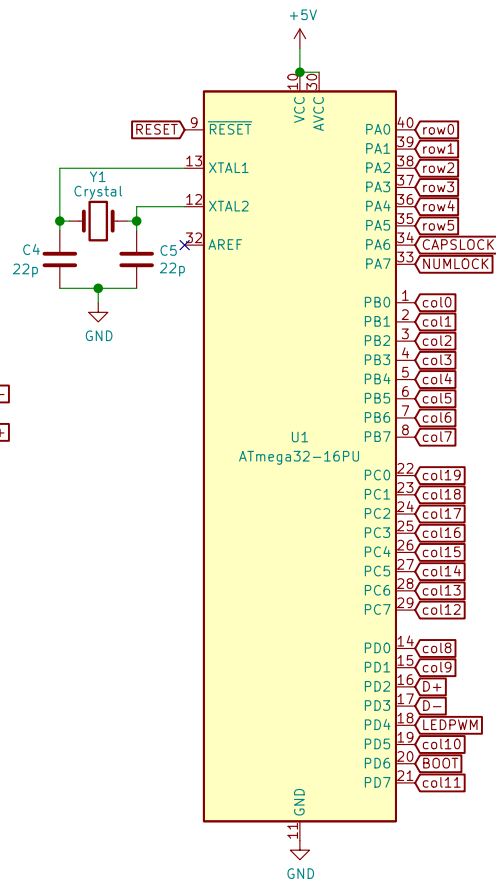 +5V
10
VCC
30
AVCC
RESET 9 RESET
PA0 40 row0
PA1 39 row1
13 XTAL1
PA2 38 row2
Y1
Crystal
PA3 37 row3
12 XTAL2
PA4 36 row4
PA5 35 row5
C4
22p
C5
22p
32 AREF
PA6 34 CAPSLOCK
PA7 33 NUMLOCK
GND
PB0 1 col0
PB1 2 col1
PB2 3 col2
PB3 4 col3
PB4 5 col4
PB5 6 col5
PB6 7 col6
PB7 8 col7
-
+
U1
ATmega32-16PU
PC0 22 col19
PC1 23 col18
PC2 24 col17
PC3 25 col16
PC4 26 col15
PC5 27 col14
PC6 28 col13
PC7 29 col12
PD0 14 col8
PD1 15 col9
PD2 16 D+
PD3 17 D-
PD4 18 LEDPWM
PD5 19 col10
PD6 20 BOOT
PD7 21 col11
GND
11
GND